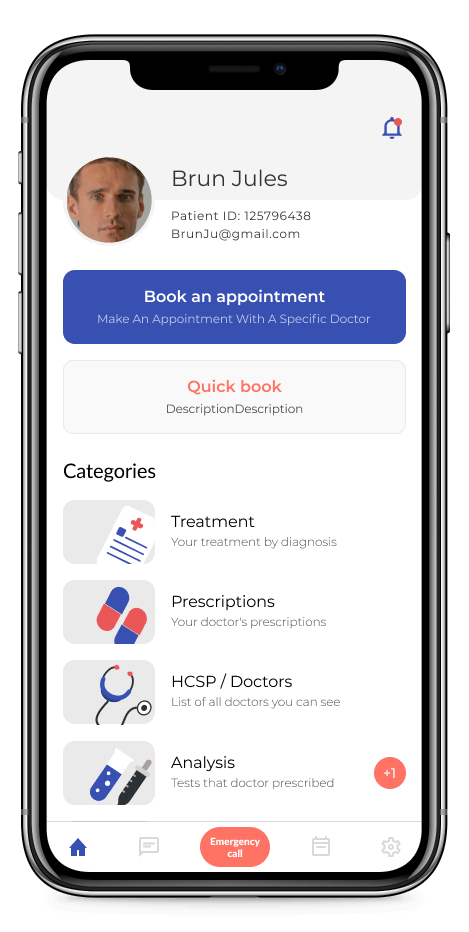 Brun Jules
Patient ID: 125796438
BrunJu@gmail.com
Book an appointment
Make An Appointment With A Specific Doctor
Quick book
DescriptionDescription
Categories
Treatment
Your treatment by diagnosis
Prescriptions
Your doctor's prescriptions
HCSP / Doctors
List of all doctors you can see
Analysis
Tests that doctor prescribed
+1
Emergency
call